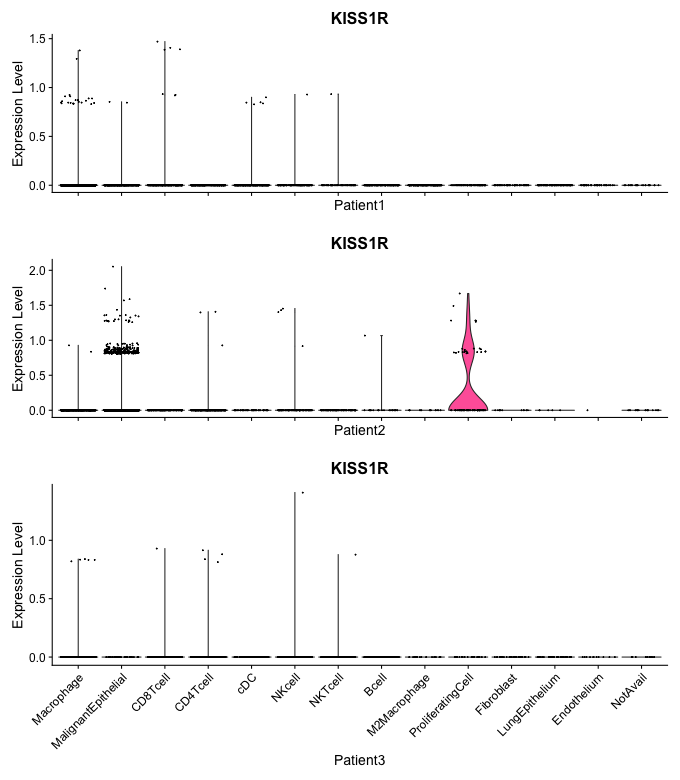 KISS1R
Expression Level
1.5
1.0
0.5
0.0
Patient1
KISS1R
Expression Level
2.0
1.5
1.0
0.5
0.0
Patient2
KISS1R
Expression Level
1.0
0.5
0.0
Macrophage
MalignantEpithelial
CD8Tcell
CD4Tcell
cDC
NKcell
NKTcell
Bcell
M2Macrophage
ProliferatingCell
Fibroblast
LungEpithelium
Endothelium
NotAvail
Patient3